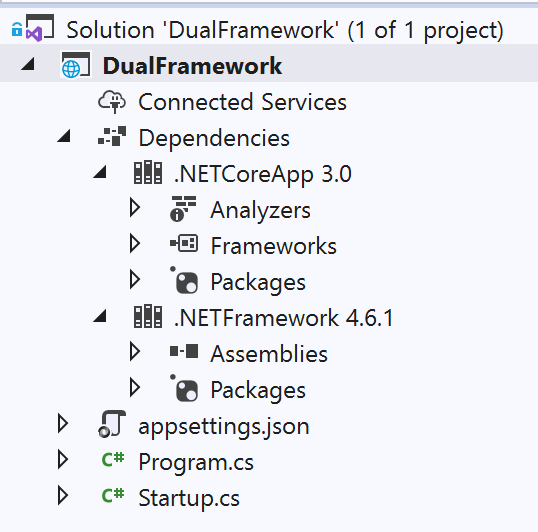 Solution 'DualFramework' (1 of 1 project)
DualFramework
Connected Services
Dependencies
.NETCoreApp 3.0
Analyzers
Frameworks
Packages
.NETFramework 4.6.1
Assemblies
Packages
appsettings.json
C# Program.cs
C# Startup.cs